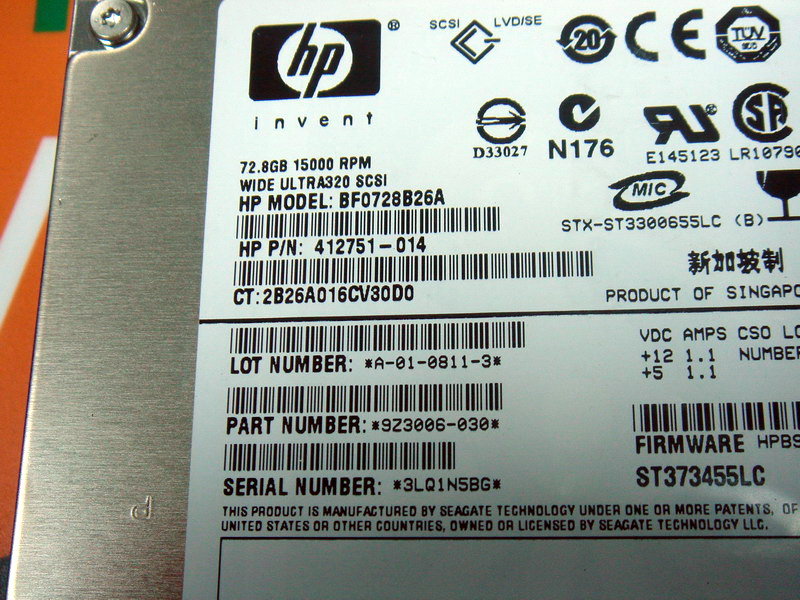 hp ®
invent
SCSI LVD/SE
20 CE TÜV
D33027 N176
E145123 LR10790
MIC
STX-ST3300655LC (B)
新加坡制
PRODUCT OF SINGAPO
72.8GB 15000 RPM
WIDE ULTRA320 SCSI
HP MODEL: BF0728B26A
HP P/N: 412751-014
CT:2B26A016CV30D0
LOT NUMBER: *A-01-0811-3*
PART NUMBER:*9Z3006-030*
SERIAL NUMBER: *3LQ1N5BG*
VDC AMPS CSO LO
+12 1.1 NUMBER
+5 1.1
FIRMWARE HPBS
ST373455LC
THIS PRODUCT IS MANUFACTURED BY SEAGATE TECHNOLOGY UNDER ONE OR MORE PATENTS, OF
UNITED STATES OR OTHER COUNTRIES, OWNED OR LICENSED BY SEAGATE TECHNOLOGY LLC.